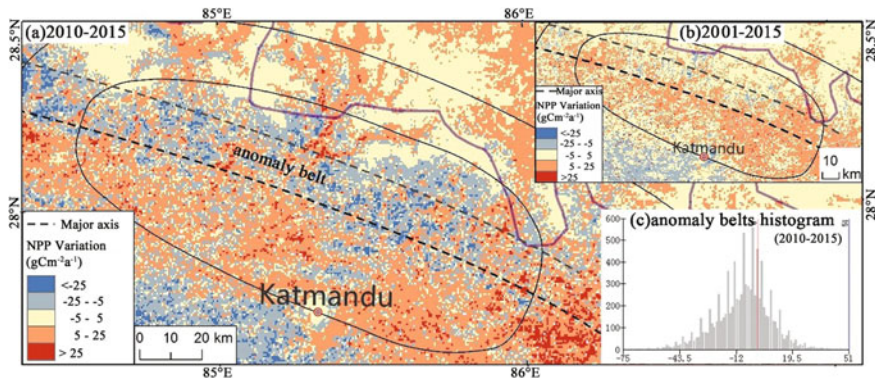 85°E
86°E
28.5°N
(a)2010-2015
(b)2001-2015
28.5°N
Major axis
NPP Variation
(gCm⁻²a⁻¹)
<-25
-25 - -5
-5 - 5
5 - 25
>25
Katmandu
10
km
anomaly belt
28°N
28°N
Major axis
NPP Variation
(gCm⁻²a⁻¹)
<-25
-25 - -5
-5 - 5
5 - 25
> 25
Katmandu
0 10 20 km
(c)anomaly belts histogram
(2010-2015)
600
500
400
300
200
100
0
-75 -43.5 -12 19.5 51
85°E
86°E